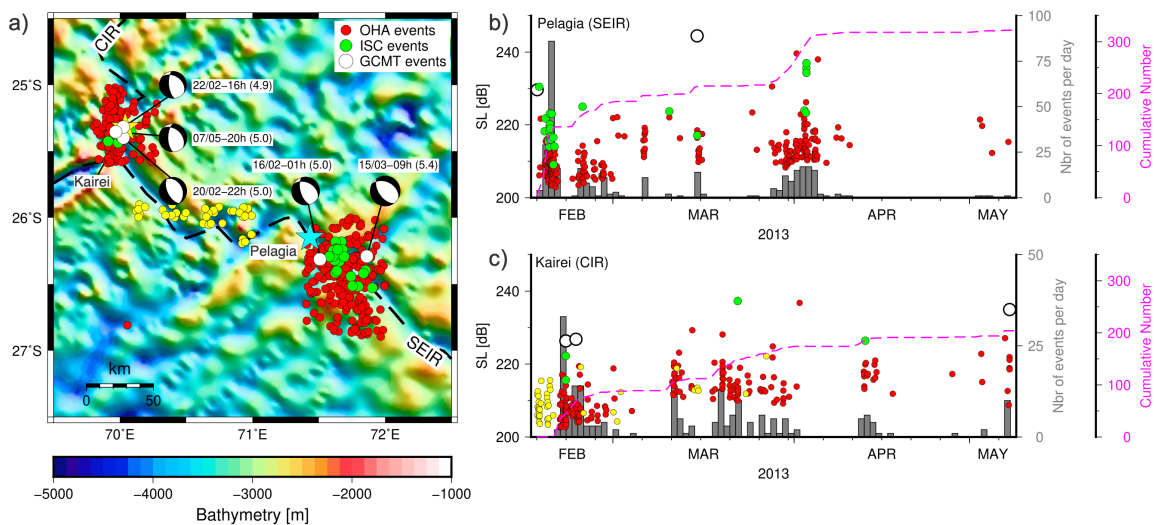 a)
CIR
OHA events
ISC events
GCMT events
22/02−16h (4.9)
07/05−20h (5.0)
20/02−22h (5.0)
16/02−01h (5.0)
15/03−09h (5.4)
Kairei
Pelagia
SEIR
km
0 50
25°S
26°S
27°S
70°E 71°E 72°E
−5000 −4000 −3000 −2000 −1000
Bathymetry [m]
b)
Pelagia (SEIR)
SL [dB]
240
220
200
FEB MAR APR MAY
2013
100
75
50
25
0
Nbr of events per day
300
200
100
0
Cumulative Number
c)
Kairei (CIR)
SL [dB]
240
220
200
FEB MAR APR MAY
2013
50
25
0
Nbr of events per day
300
200
100
0
Cumulative Number